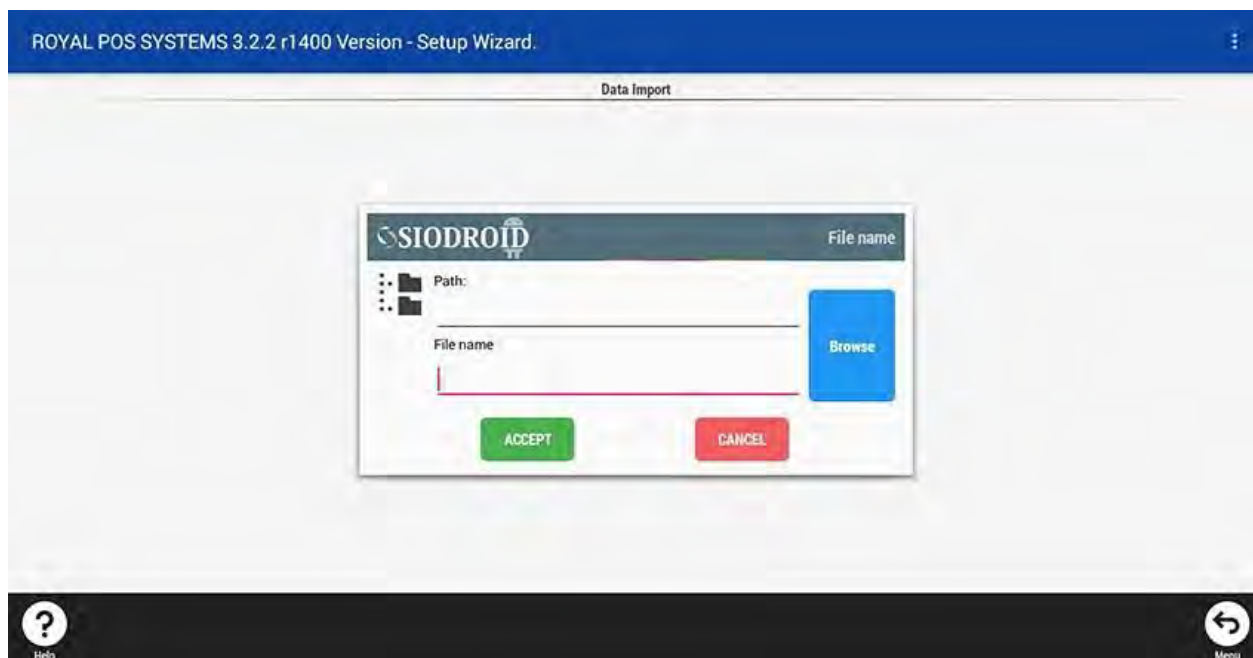 ROYAL POS SYSTEMS 3.2.2 r1400 Version - Setup Wizard.
Data Import
SIODROID
File name
Path:
File name
Browse
ACCEPT
CANCEL
?
Help
Menu